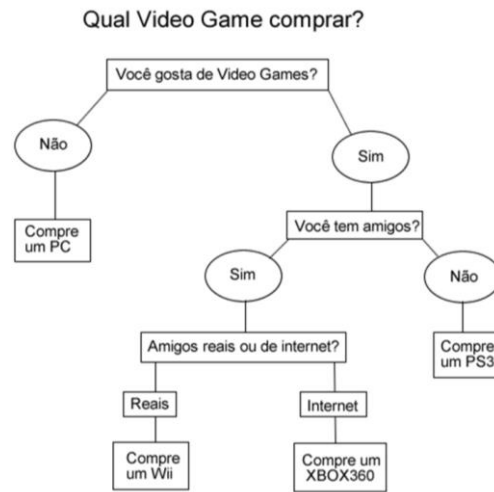 Qual Video Game comprar?
Você gosta de Video Games?
Não
Sim
Compre
um PC
Você tem amigos?
Sim
Não
Amigos reais ou de internet?
Compre
um PS3
Reais
Internet
Compre
um Wii
Compre um
XBOX360